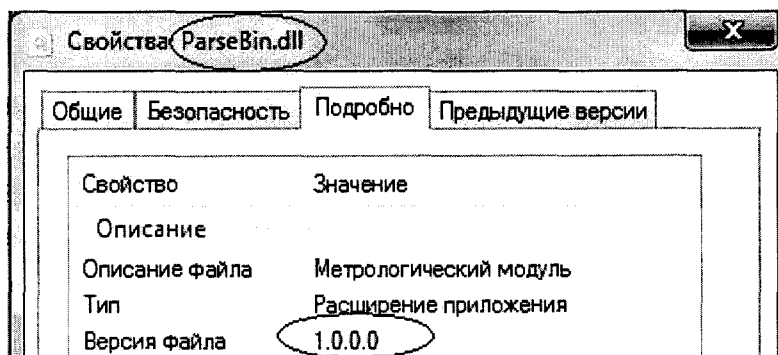 Свойства ParseBin.dll
Общие Безопасность Подробно Предыдущие версии
Свойство Значение
Описание
Описание файла Метрологический модуль
Тип Расширение приложения
Версия файла 1.0.0.0